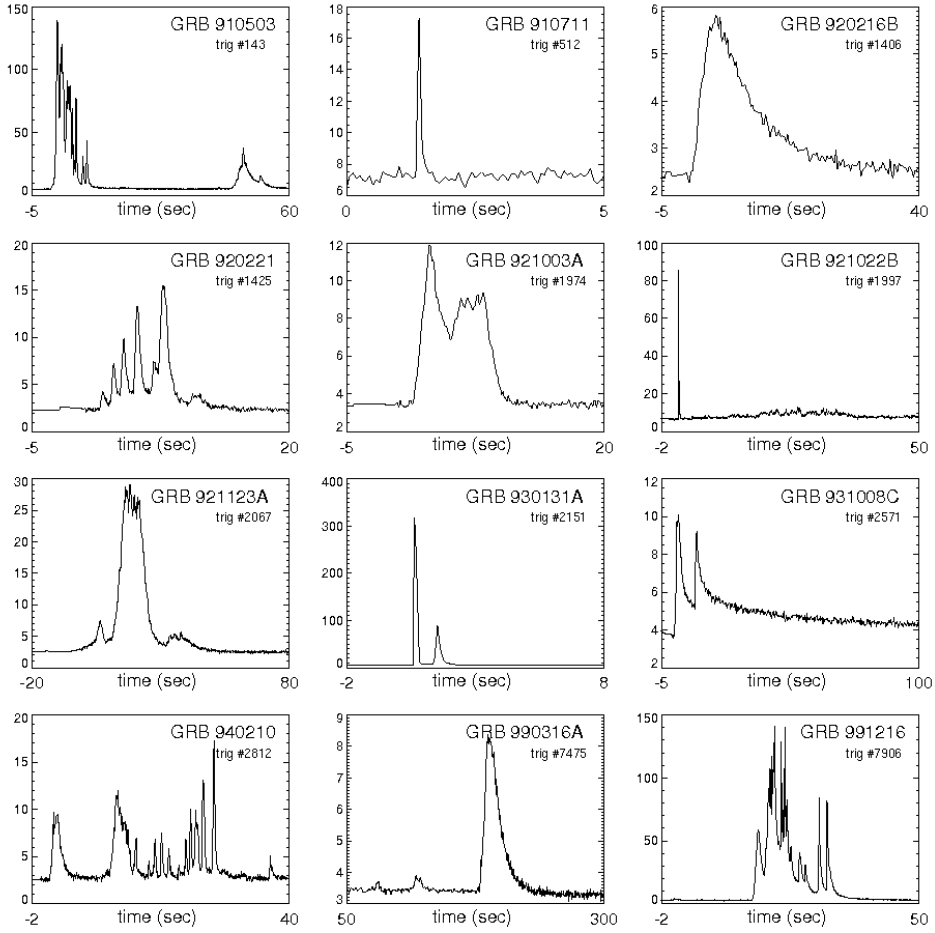 GRB 910503
trig #143
150
100
50
0
-5
time (sec)
60
GRB 910711
trig #512
18
16
14
12
10
8
6
0
time (sec)
5
GRB 920216B
trig #1406
6
5
4
3
2
-5
time (sec)
40
GRB 920221
trig #1425
20
15
10
5
0
-5
time (sec)
20
GRB 921003A
trig #1974
12
10
8
6
4
2
-5
time (sec)
20
GRB 921022B
trig #1997
100
80
60
40
20
0
-2
time (sec)
50
GRB 921123A
trig #2067
30
25
20
15
10
5
0
-20
time (sec)
80
GRB 930131A
trig #2151
400
300
200
100
0
-2
time (sec)
8
GRB 931008C
trig #2571
12
10
8
6
4
2
-5
time (sec)
100
GRB 940210
trig #2812
20
15
10
5
0
-2
time (sec)
40
GRB 990316A
trig #7475
9
8
7
6
5
4
3
50
time (sec)
300
GRB 991216
trig #7906
150
100
50
0
-2
time (sec)
50